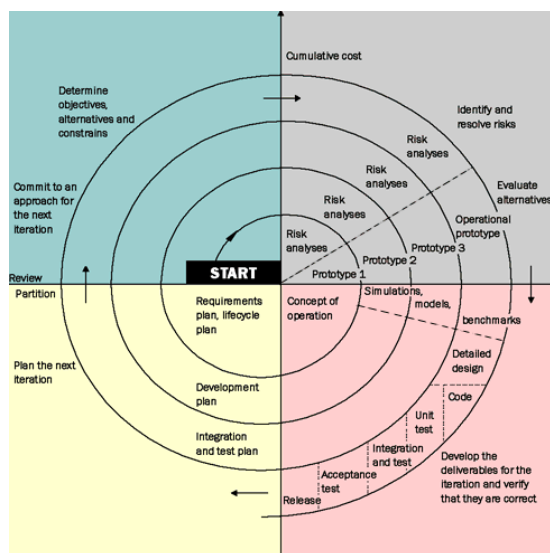 Cumulative cost
Determine
objectives,
alternatives and
constrains
Identify and
resolve risks
Risk
analyses
Risk
analyses
Risk
analyses
Risk
analyses
Commit to an
approach for the
next iteration
Evaluate
alternatives
Operational
prototype
Prototype 3
Prototype 2
Prototype 1
START
Review
Partition
Requirements
plan, lifecycle
plan
Concept of
operation
Simulations,
models,
benchmarks
Plan the next
iteration
Development
plan
Integration
and test plan
Detailed
design
Code
Unit
test
Integration
and test
Acceptance
test
Release
Develop the
deliverables for the
iteration and verify
that they are correct